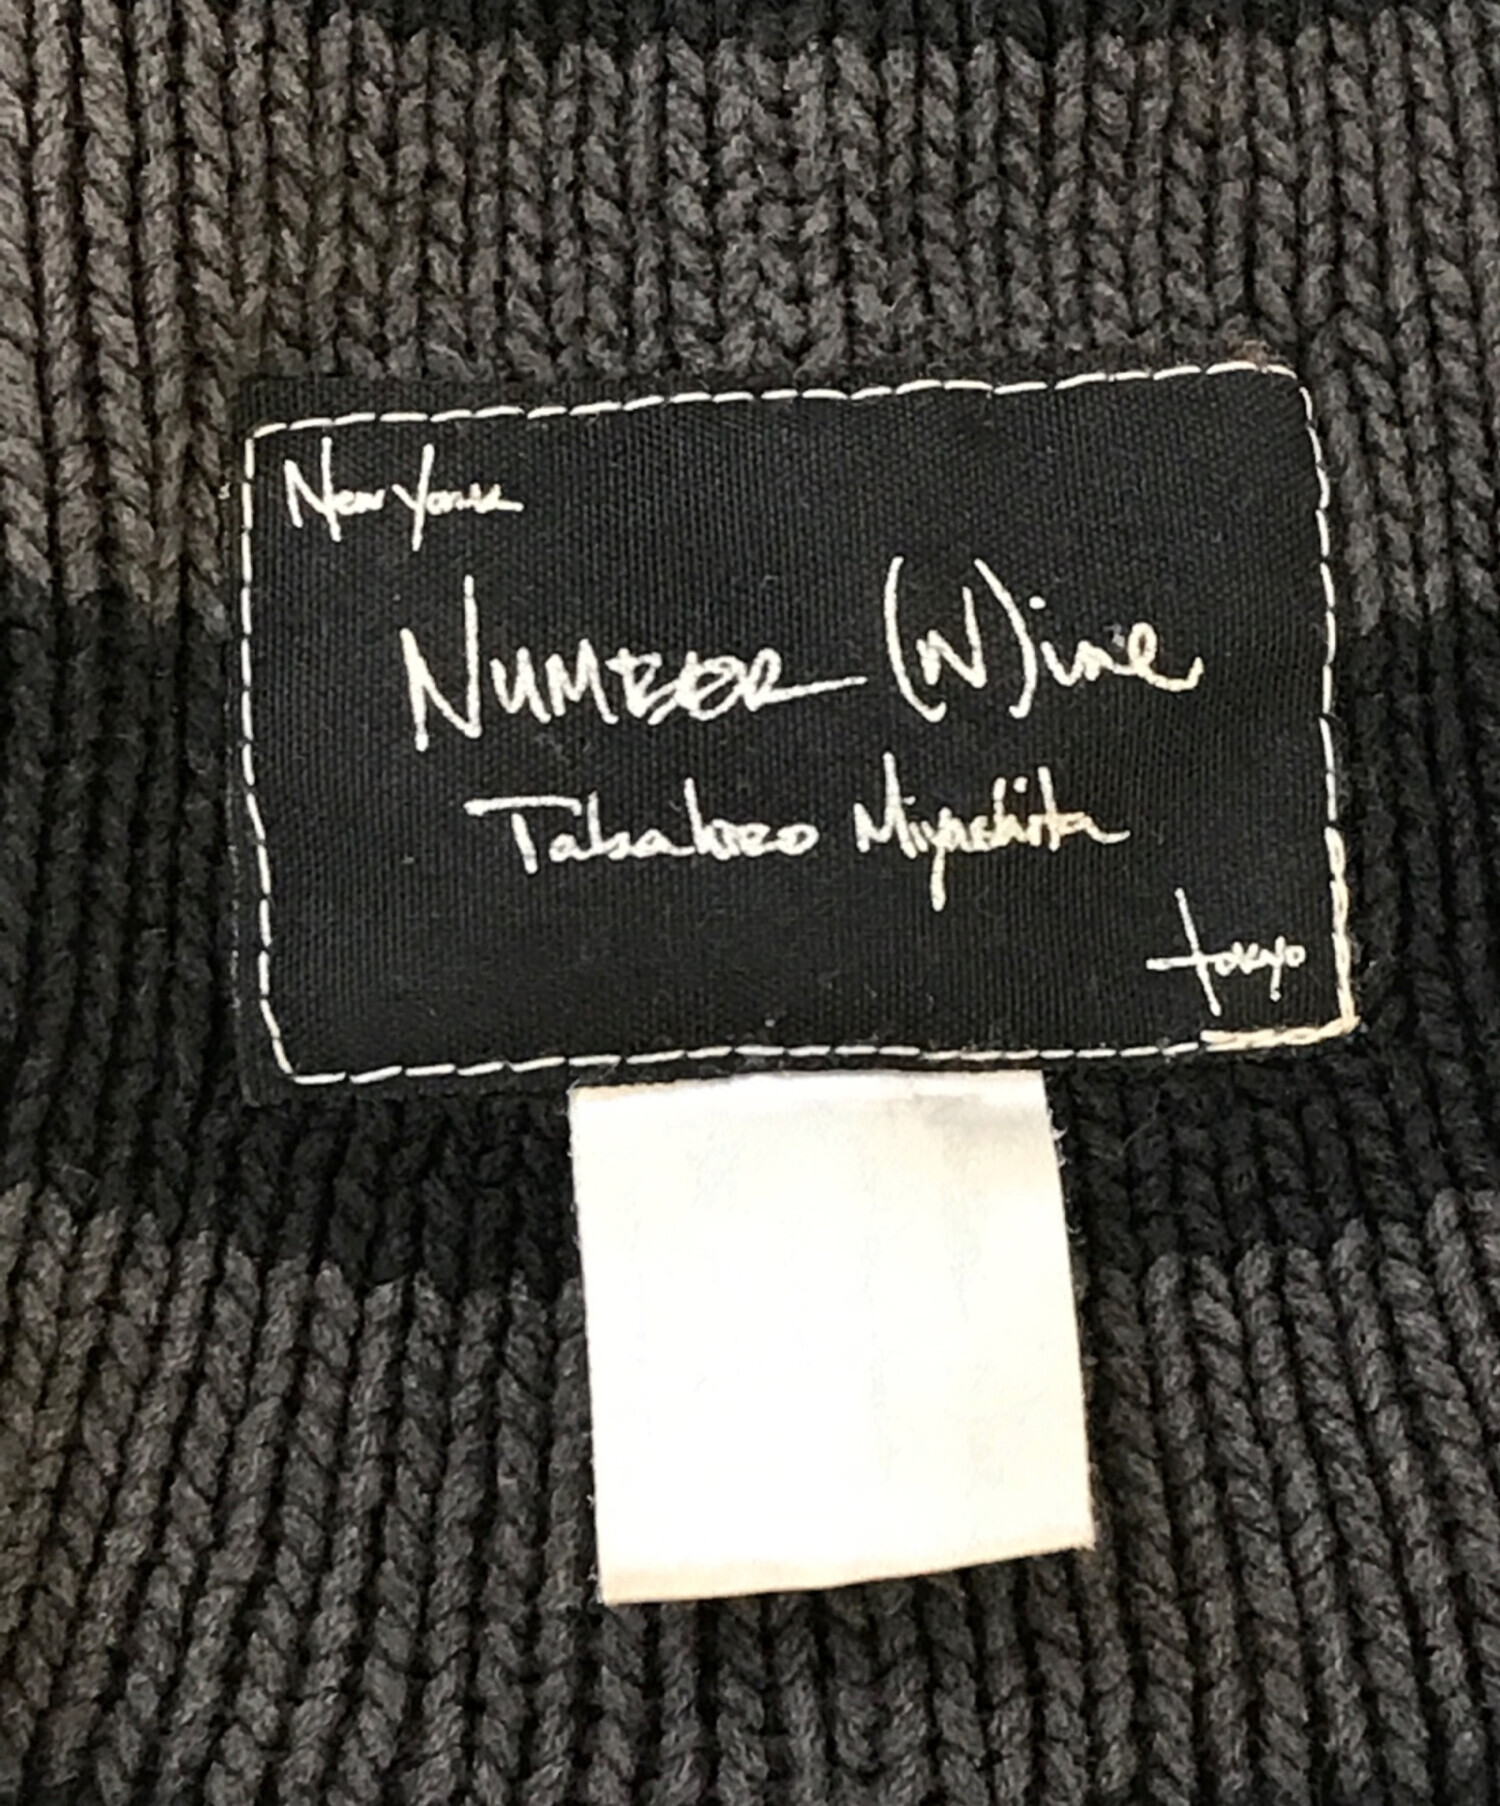 New York
NUMBER (N)ine
Takahiro Miyashita
tokyo